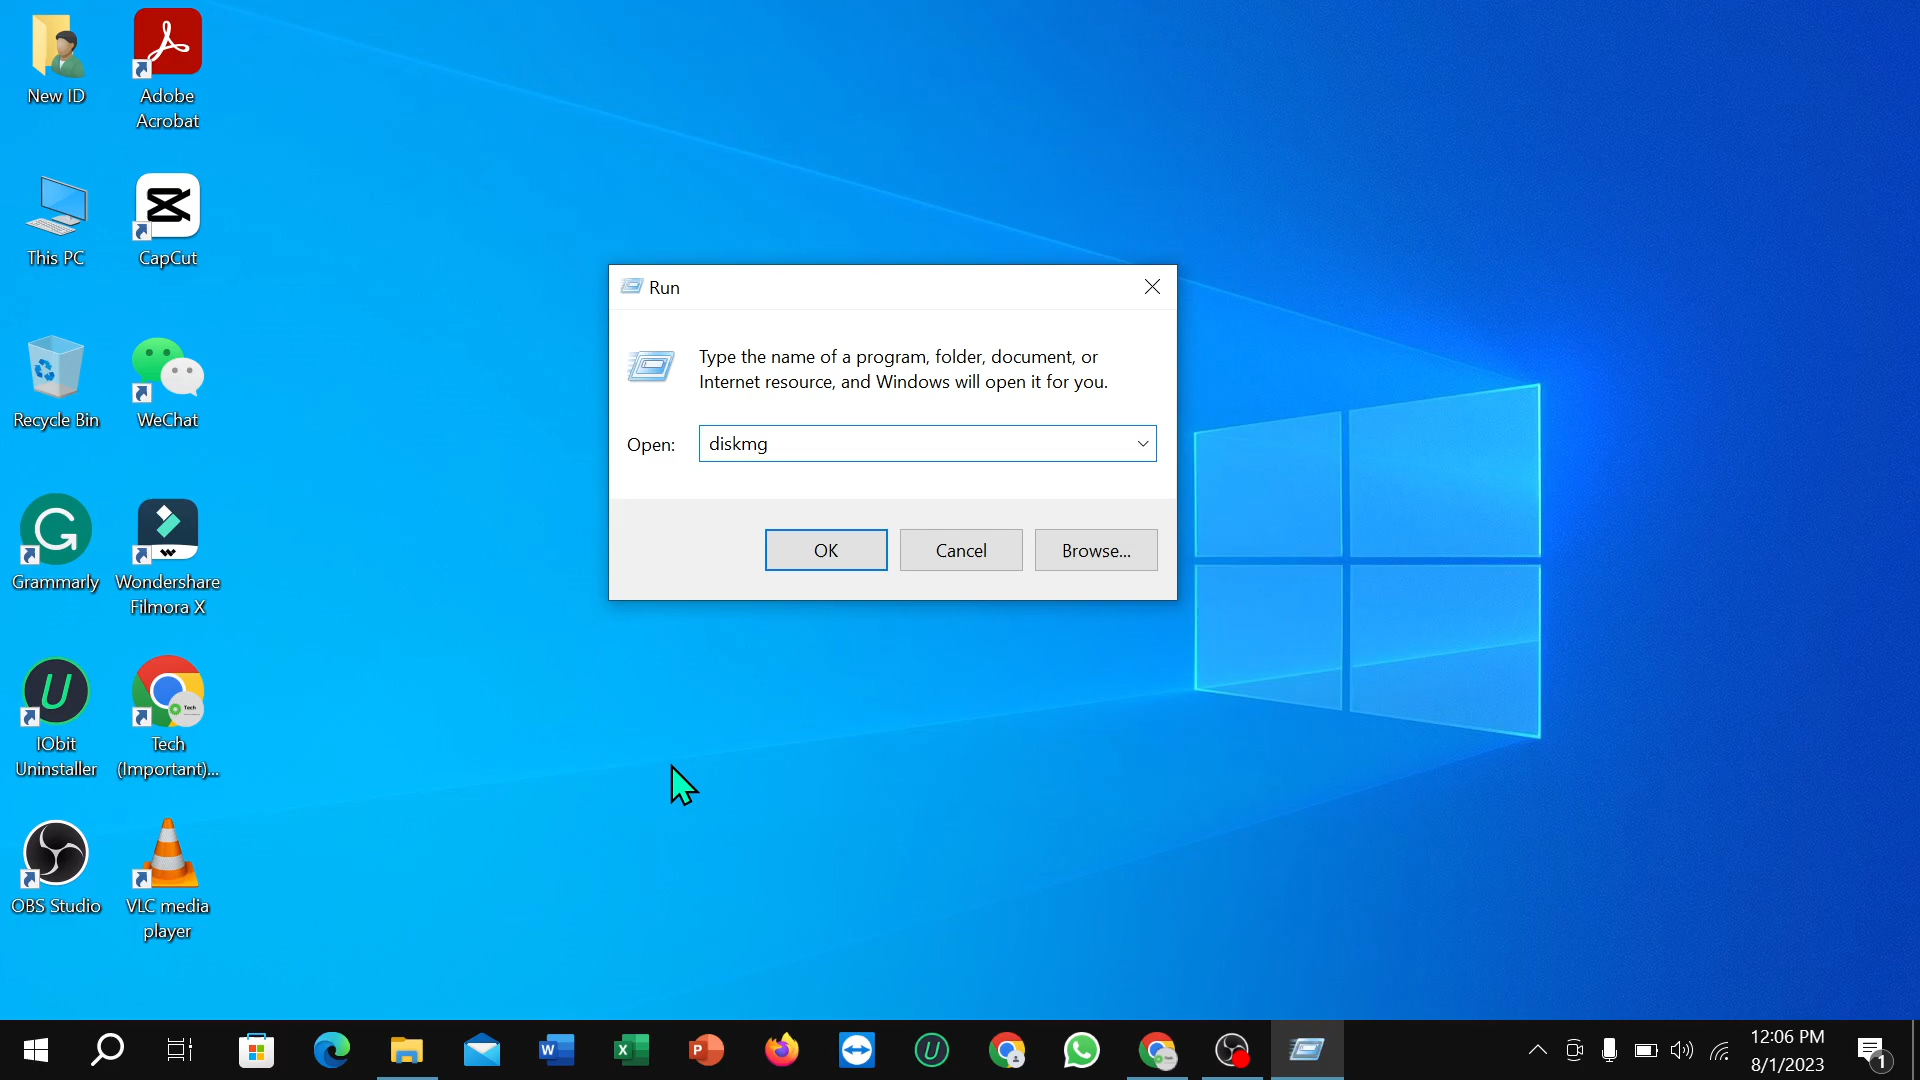 New ID
Adobe
Acrobat
This PC
CapCut
Recycle Bin
WeChat
Grammarly
Wondershare
Filmora X
IObit
Uninstaller
Tech
(Important)...
OBS Studio
VLC media
player
Run
Type the name of a program, folder, document, or
Internet resource, and Windows will open it for you.
Open:
diskmg
OK
Cancel
Browse...
12:06 PM
8/1/2023
1